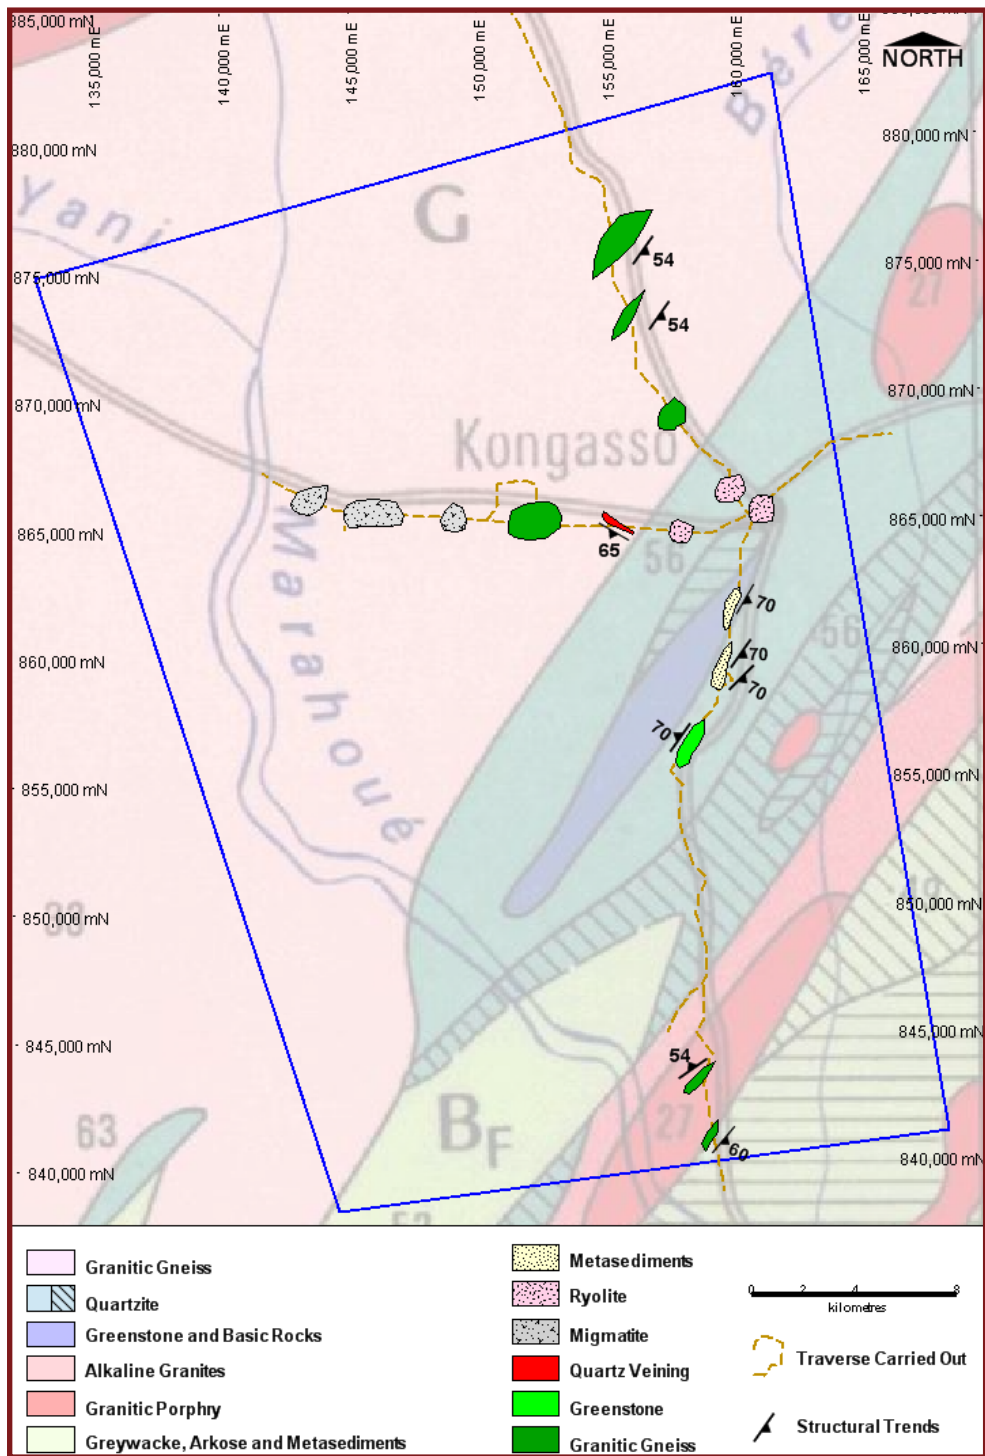 885,000 mN
135,000 mE
140,000 mE
145,000 mE
150,000 mE
155,000 mE
160,000 mE
165,000 mE
NORTH
Bére
880,000 mN
880,000 mN
Yani
G
875,000 mN
875,000 mN
54
27
54
870,000 mN
870,000 mN
Kongasso
865,000 mN
865,000 mN
65
56
Marahoué
70
56
860,000 mN
860,000 mN
70
70
70
855,000 mN
855,000 mN
850,000 mN
850,000 mN
845,000 mN
845,000 mN
54
63
BF
27
60
840,000 mN
840,000 mN
Granitic Gneiss
Quartzite
Greenstone and Basic Rocks
Alkaline Granites
Granitic Porphry
Greywacke, Arkose and Metasediments
Metasediments
Ryolite
Migmatite
Quartz Veining
Greenstone
Granitic Gneiss
0 2 4 8
kilometres
Traverse Carried Out
Structural Trends